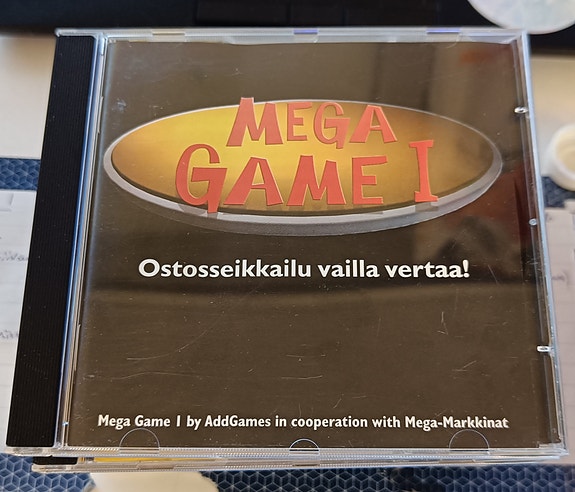 MEGA
GAME I
Ostosseikkailu vailla vertaa!
Mega Game I by AddGames in cooperation with Mega-Markkinat